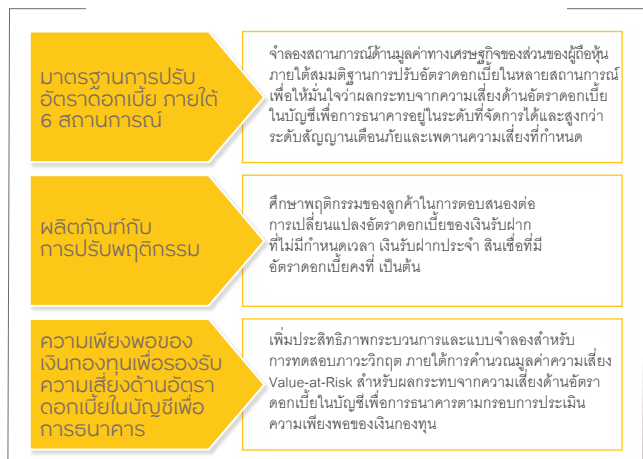 มาตรฐานการปรับ
อัตราดอกเบี้ย ภายใต้
6 สถานการณ์
จำลองสถานการณ์ด้านมูลค่าทางเศรษฐกิจของส่วนของผู้ถือหุ้น
ภายใต้สมมติฐานการปรับอัตราดอกเบี้ยในหลายสถานการณ์
เพื่อให้มั่นใจว่าผลกระทบจากความเสี่ยงด้านอัตราดอกเบี้ย
ในบัญชีเพื่อการธนาคารอยู่ในระดับที่จัดการได้และสูงกว่า
ระดับสัญญานเตือนภัยและเพดานความเสี่ยงที่กำหนด
ผลิตภัณฑ์กับ
การปรับพฤติกรรม
ศึกษาพฤติกรรมของลูกค้าในการตอบสนองต่อ
การเปลี่ยนแปลงอัตราดอกเบี้ยของเงินรับฝาก
ที่ไม่มีกำหนดเวลา เงินรับฝากประจำ สินเชื่อที่มี
อัตราดอกเบี้ยคงที่ เป็นต้น
ความเพียงพอของ
เงินกองทุนเพื่อรองรับ
ความเสี่ยงด้านอัตรา
ดอกเบี้ยในบัญชีเพื่อ
การธนาคาร
เพิ่มประสิทธิภาพกระบวนการและแบบจำลองสำหรับ
การทดสอบภาวะวิกฤต ภายใต้การคำนวณมูลค่าความเสี่ยง
Value-at-Risk สำหรับผลกระทบจากความเสี่ยงด้านอัตรา
ดอกเบี้ยในบัญชีเพื่อการธนาคารตามกรอบการประเมิน
ความเพียงพอของเงินกองทุน